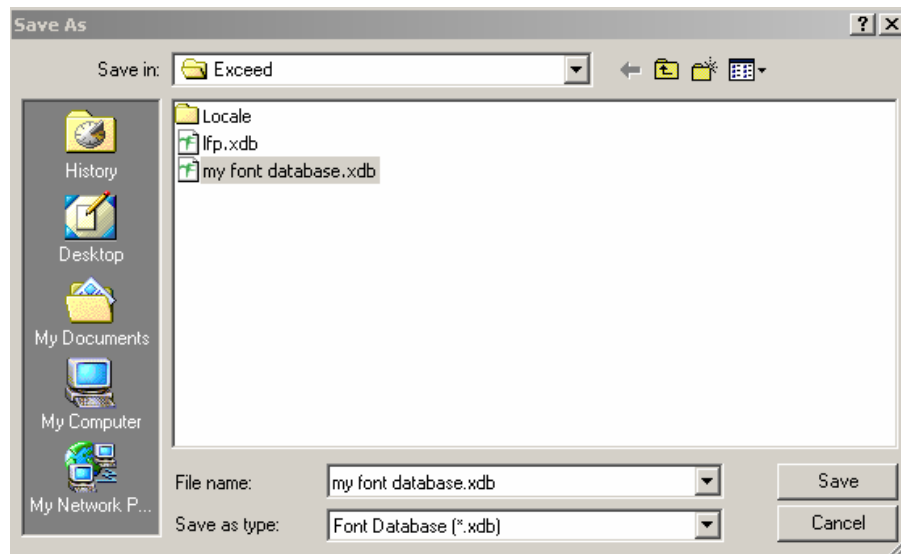 Save As
Save in: Exceed
Locale
lfp.xdb
my font database.xdb
History
Desktop
My Documents
My Computer
My Network P...
File name: my font database.xdb Save
Save as type: Font Database (*.xdb) Cancel